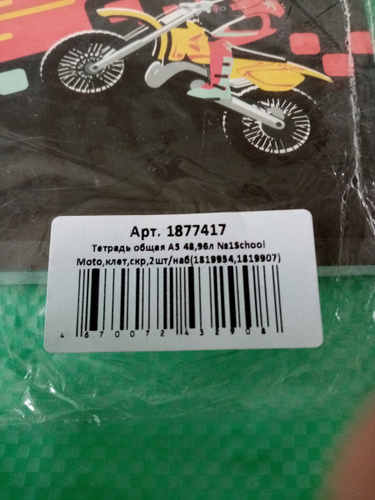 Арт. 1877417
Тетрадь общая А5 48,96л №1School
Moto,клет,скр,2шт/наб(1819934,1819907)
4 670072 432908